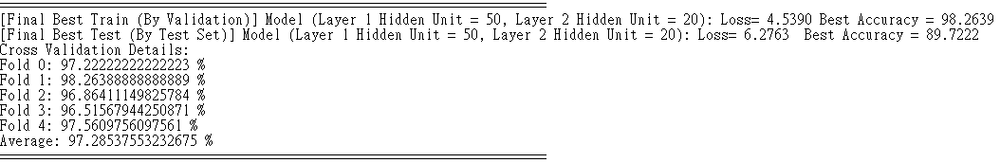 [Final Best Train (By Validation)] Model (Layer 1 Hidden Unit = 50, Layer 2 Hidden Unit = 20): Loss= 4.5390 Best Accuracy = 98.2639
[Final Best Test (By Test Set)] Model (Layer 1 Hidden Unit = 50, Layer 2 Hidden Unit = 20): Loss= 6.2763  Best Accuracy = 89.7222
Cross Validation Details:
Fold 0: 97.22222222222223 %
Fold 1: 98.26388888888889 %
Fold 2: 96.86411149825784 %
Fold 3: 96.51567944250871 %
Fold 4: 97.5609756097561 %
Average: 97.28537553232675 %